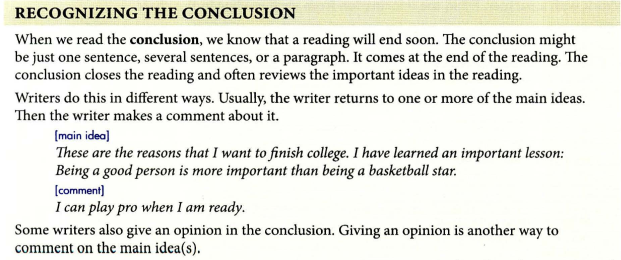 RECOGNIZING THE CONCLUSION
When we read the conclusion, we know that a reading will end soon. The conclusion might
be just one sentence, several sentences, or a paragraph. It comes at the end of the reading. The
conclusion closes the reading and often reviews the important ideas in the reading.
Writers do this in different ways. Usually, the writer returns to one or more of the main ideas.
Then the writer makes a comment about it.
[main idea]
These are the reasons that I want to finish college. I have learned an important lesson:
Being a good person is more important than being a basketball star.
[comment]
I can play pro when I am ready.
Some writers also give an opinion in the conclusion. Giving an opinion is another way to
comment on the main idea(s).